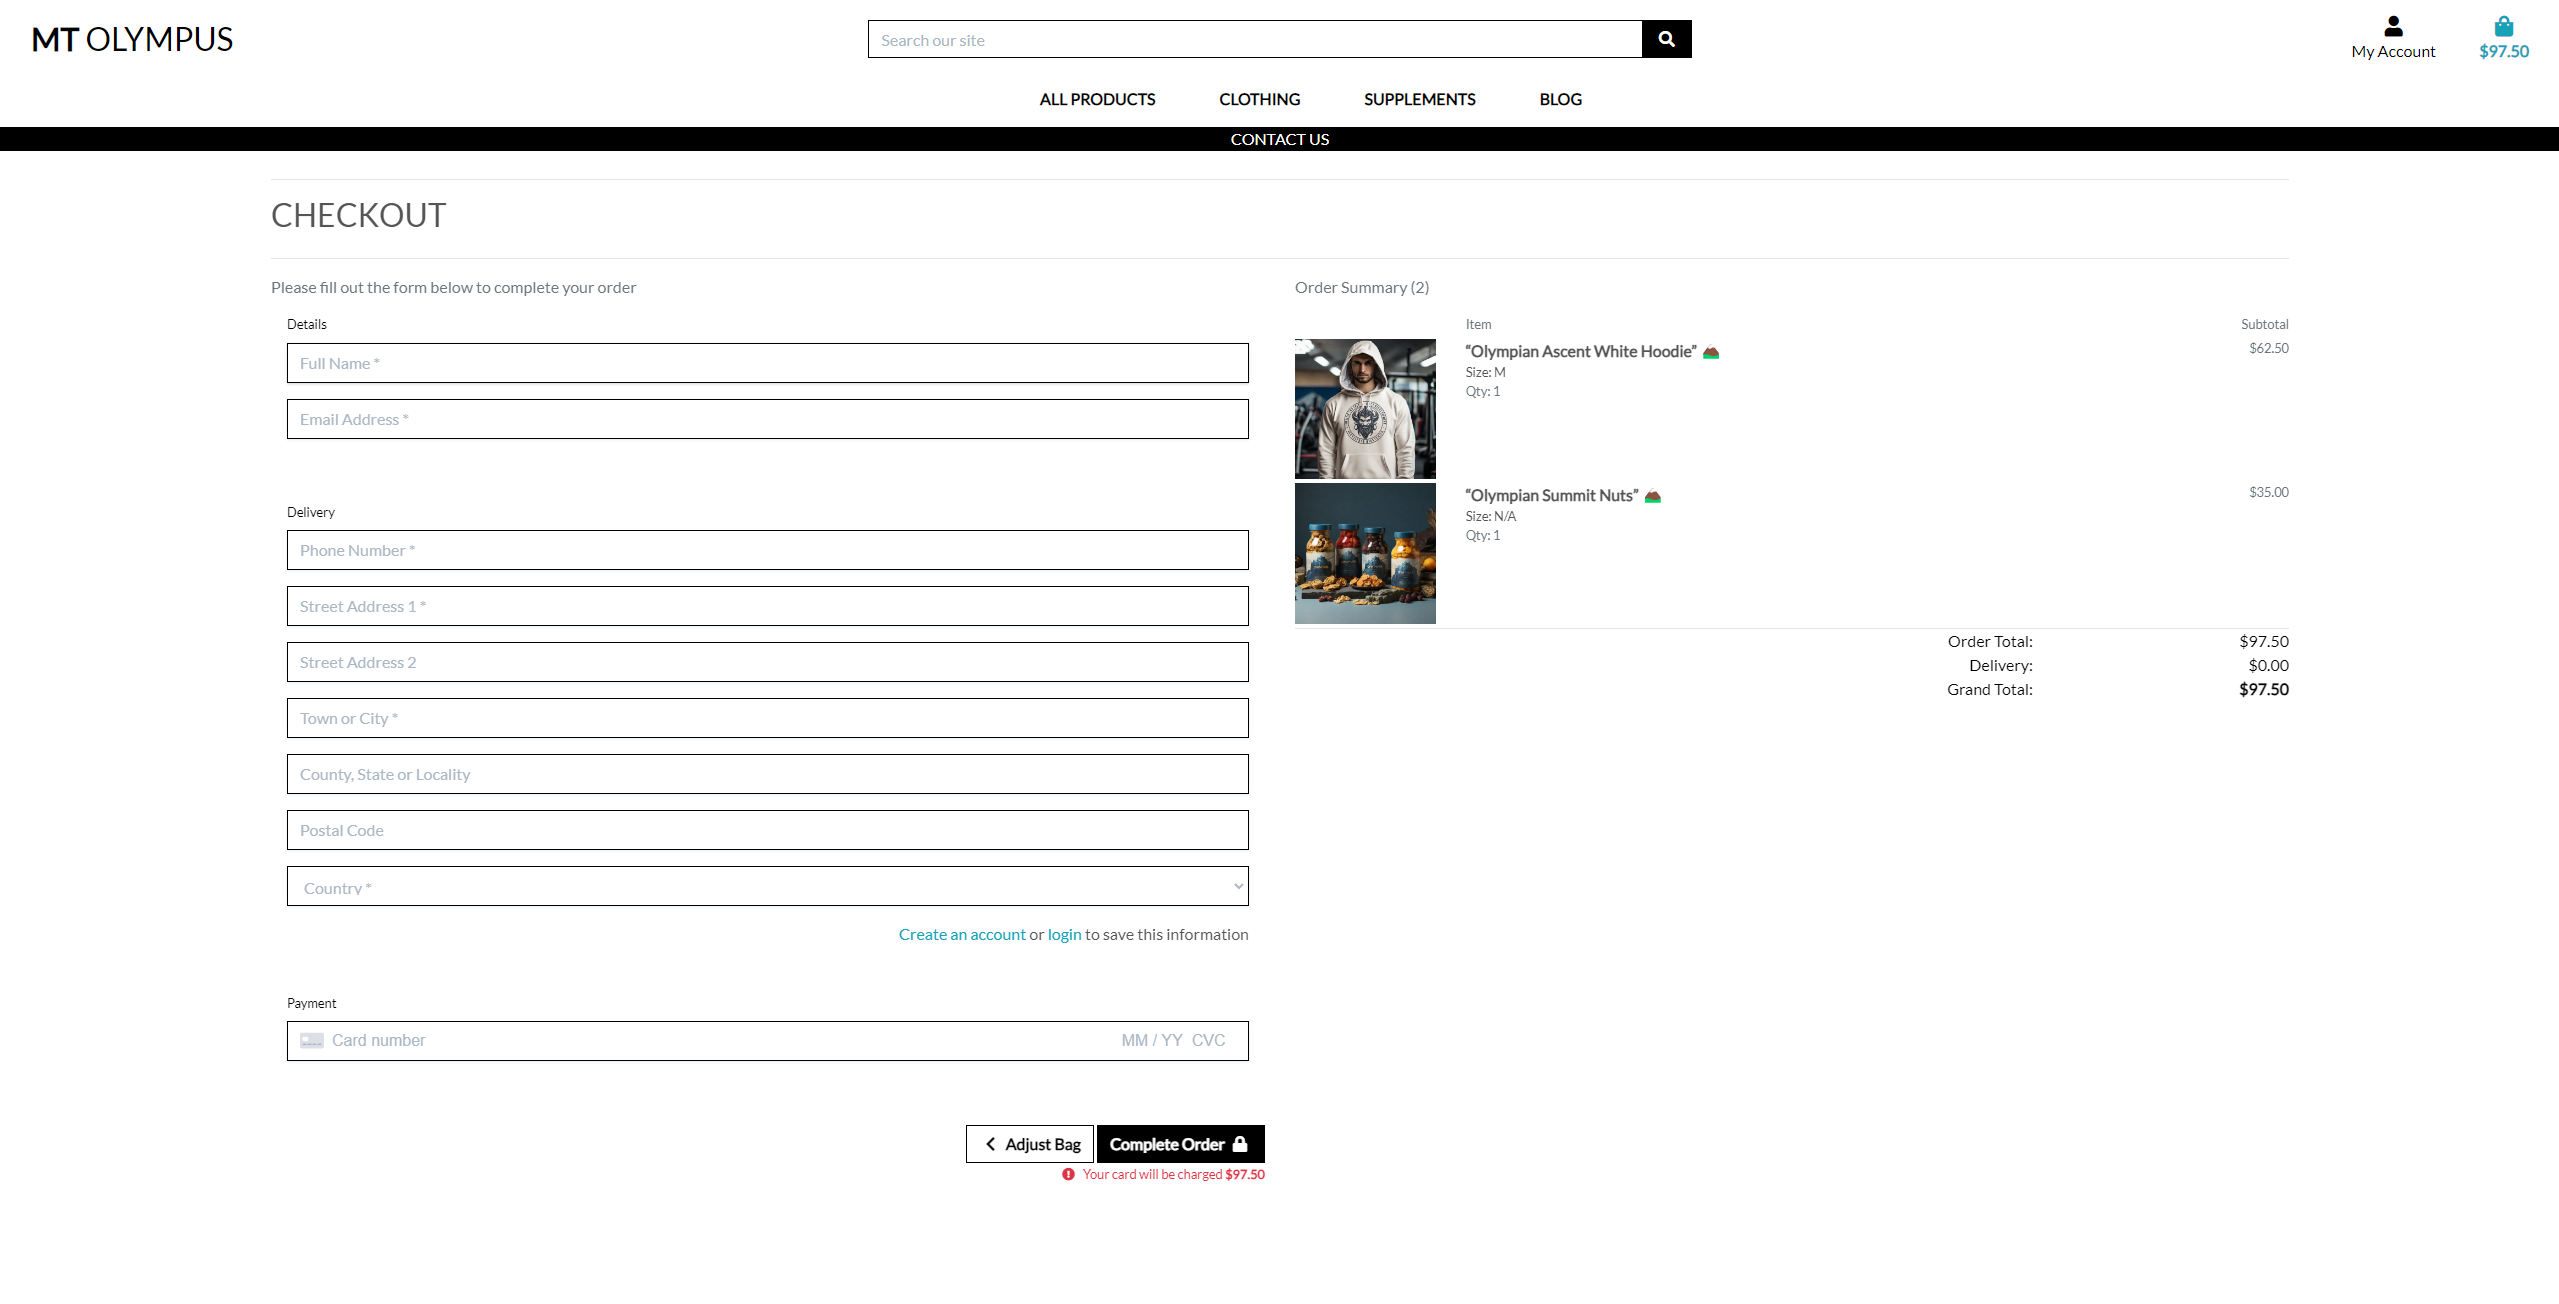 MT OLYMPUS
Search our site
My Account
$97.50
ALL PRODUCTS
CLOTHING
SUPPLEMENTS
BLOG
CONTACT US
CHECKOUT
Please fill out the form below to complete your order
Details
Full Name *
Email Address *
Delivery
Phone Number *
Street Address 1 *
Street Address 2
Town or City *
County, State or Locality
Postal Code
Country *
Create an account or login to save this information
Payment
Card number MM / YY CVC
Adjust Bag
Complete Order
Your card will be charged $97.50
Order Summary (2)
Item Subtotal
“Olympian Ascent White Hoodie” $62.50
Size: M
Qty: 1
“Olympian Summit Nuts” $35.00
Size: N/A
Qty: 1
Order Total: $97.50
Delivery: $0.00
Grand Total: $97.50